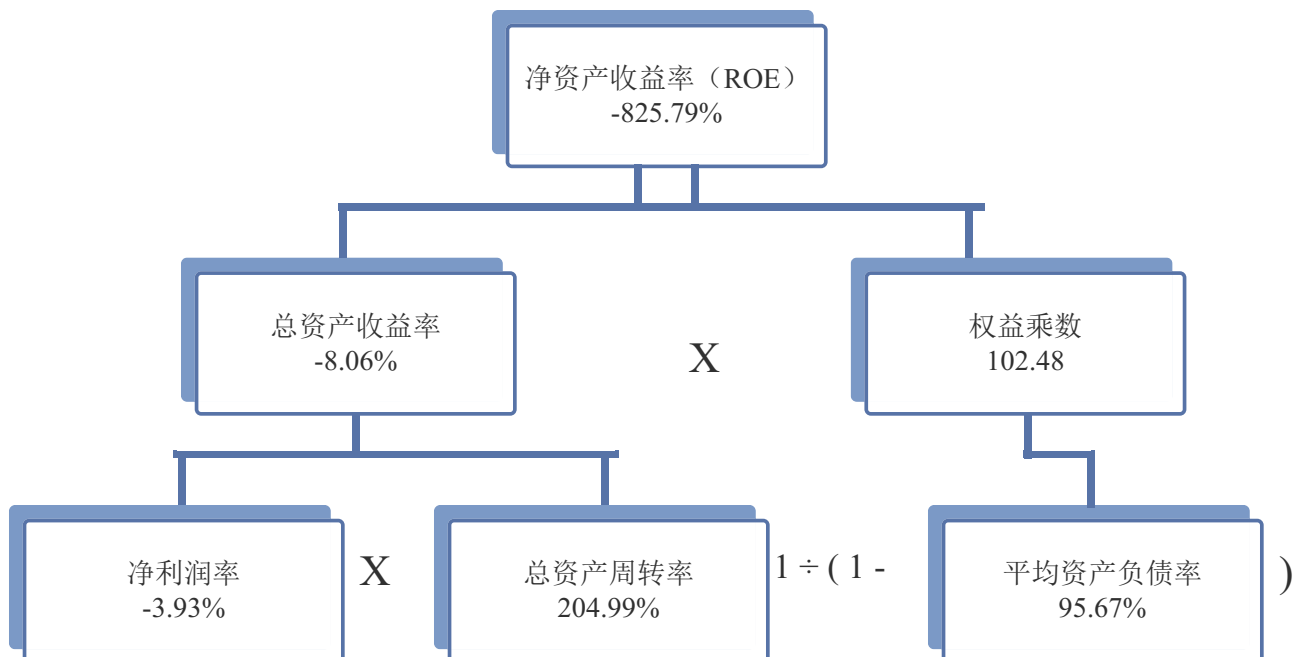 净资产收益率（ROE）
-825.79%
总资产收益率
-8.06%
X
权益乘数
102.48
净利润率
-3.93%
X
总资产周转率
204.99%
1 ÷ ( 1 -
平均资产负债率
95.67%
)